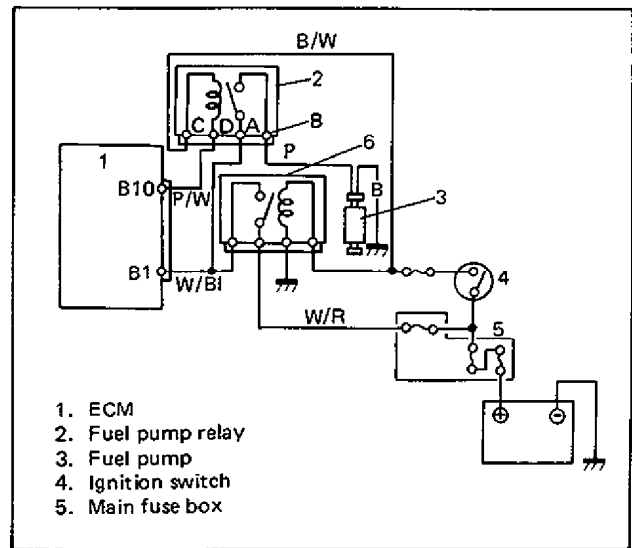 B/W
2
C D A B
P
6
1
B10
P/W
B
3
B1
W/Bl
4
W/R
5
+ −
1. ECM
2. Fuel pump relay
3. Fuel pump
4. Ignition switch
5. Main fuse box